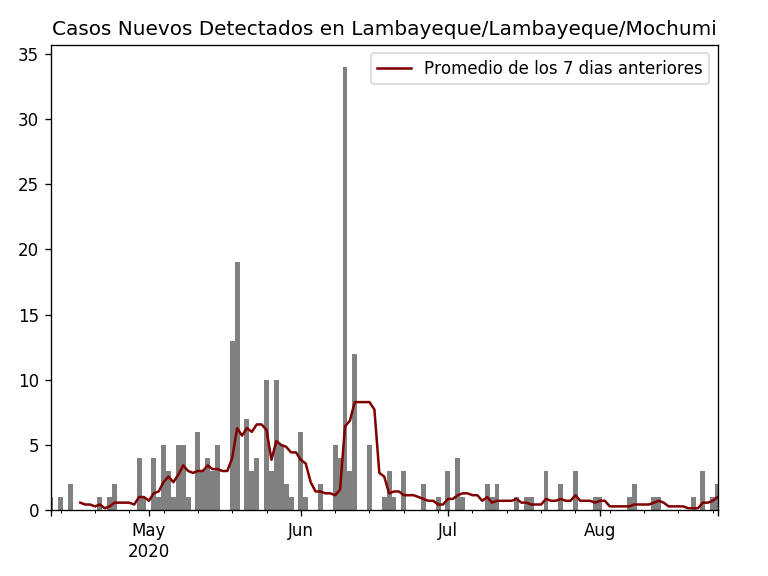 Casos Nuevos Detectados en Lambayeque/Lambayeque/Mochumi
Promedio de los 7 dias anteriores
35
30
25
20
15
10
5
0
May
2020
Jun
Jul
Aug